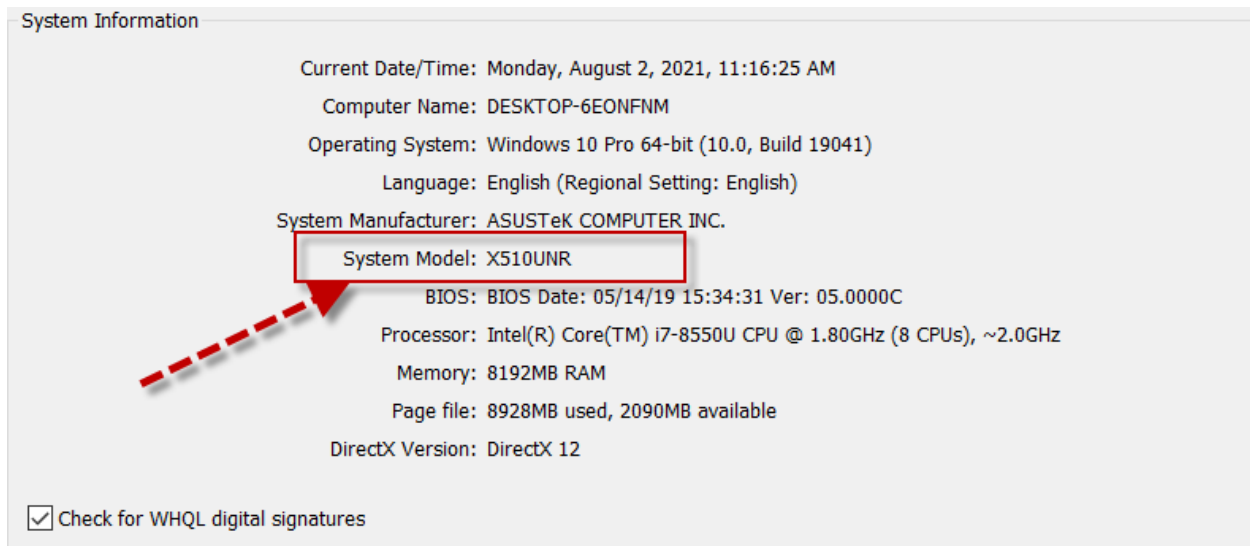 System Information
Current Date/Time: Monday, August 2, 2021, 11:16:25 AM
Computer Name: DESKTOP-6EONFNM
Operating System: Windows 10 Pro 64-bit (10.0, Build 19041)
Language: English (Regional Setting: English)
System Manufacturer: ASUSTeK COMPUTER INC.
System Model: X510UNR
BIOS: BIOS Date: 05/14/19 15:34:31 Ver: 05.0000C
Processor: Intel(R) Core(TM) i7-8550U CPU @ 1.80GHz (8 CPUs), ~2.0GHz
Memory: 8192MB RAM
Page file: 8928MB used, 2090MB available
DirectX Version: DirectX 12
Check for WHQL digital signatures